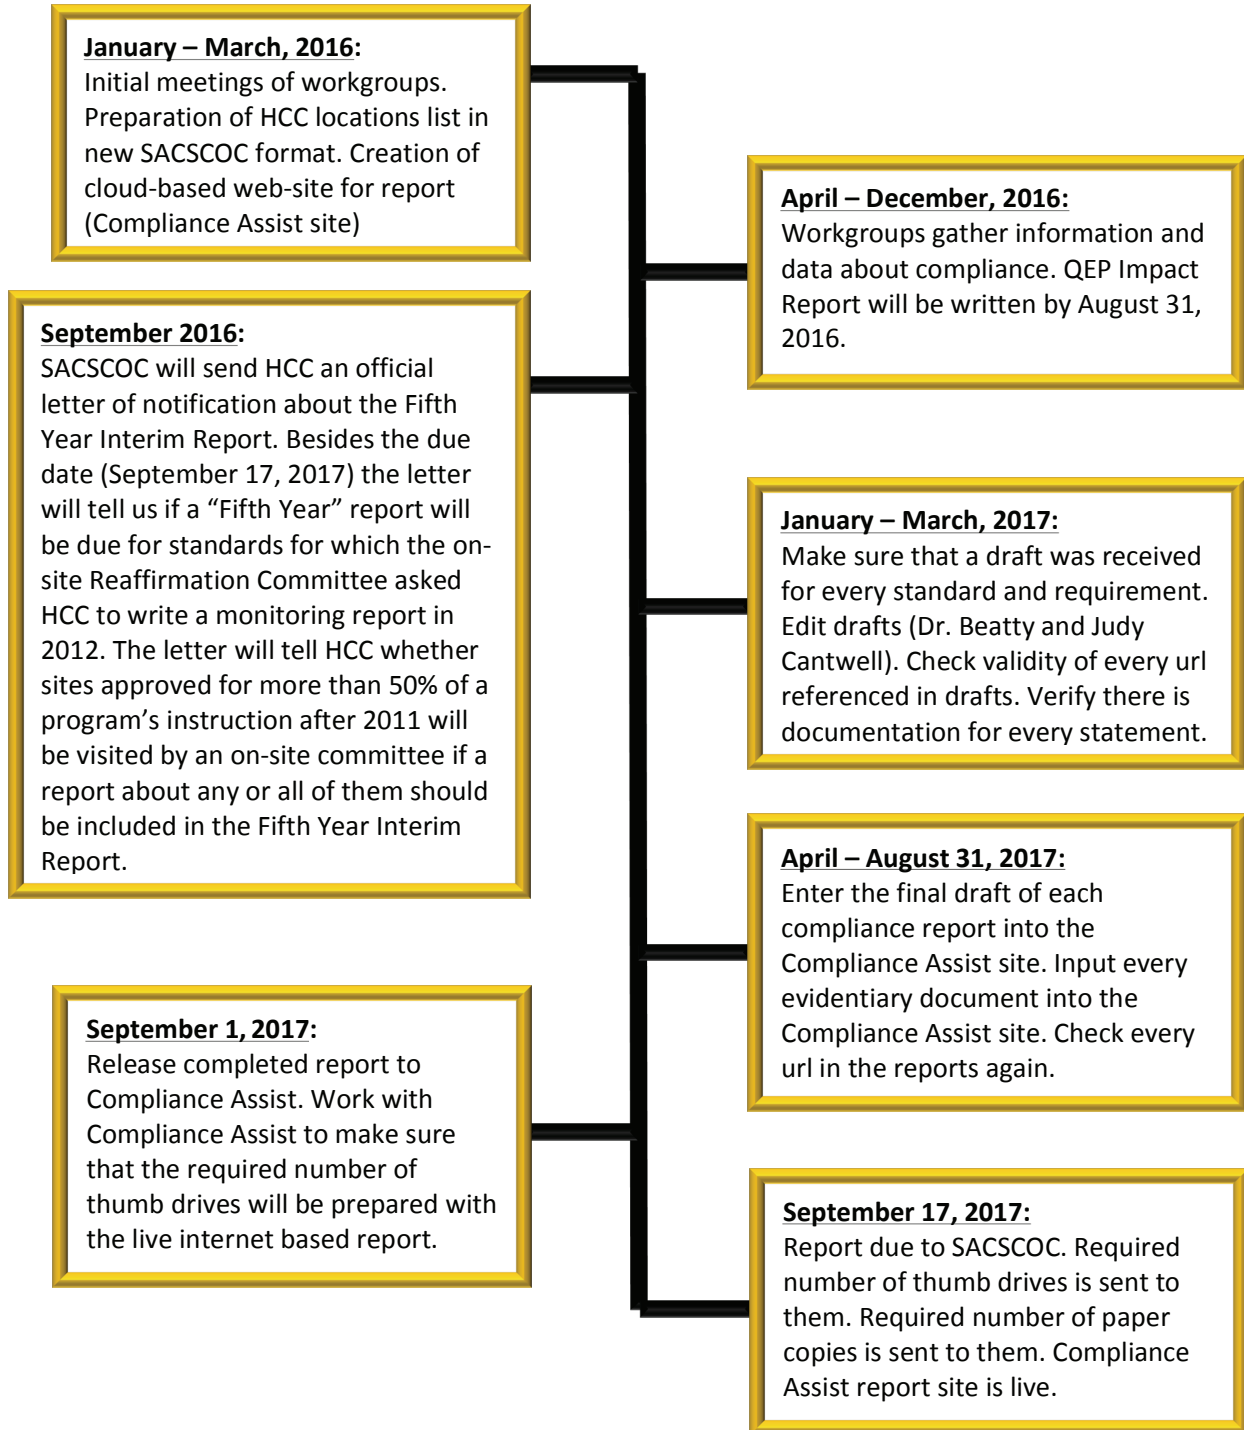 January – March, 2016:
Initial meetings of workgroups.
Preparation of HCC locations list in
new SACSCOC format. Creation of
cloud-based web-site for report
(Compliance Assist site)
April – December, 2016:
Workgroups gather information and
data about compliance. QEP Impact
Report will be written by August 31,
2016.
September 2016:
SACSCOC will send HCC an official
letter of notification about the Fifth
Year Interim Report. Besides the due
date (September 17, 2017) the letter
will tell us if a “Fifth Year” report will
be due for standards for which the on-
site Reaffirmation Committee asked
HCC to write a monitoring report in
2012. The letter will tell HCC whether
sites approved for more than 50% of a
program’s instruction after 2011 will
be visited by an on-site committee if a
report about any or all of them should
be included in the Fifth Year Interim
Report.
January – March, 2017:
Make sure that a draft was received
for every standard and requirement.
Edit drafts (Dr. Beatty and Judy
Cantwell). Check validity of every url
referenced in drafts. Verify there is
documentation for every statement.
April – August 31, 2017:
Enter the final draft of each
compliance report into the
Compliance Assist site. Input every
evidentiary document into the
Compliance Assist site. Check every
url in the reports again.
September 1, 2017:
Release completed report to
Compliance Assist. Work with
Compliance Assist to make sure
that the required number of
thumb drives will be prepared with
the live internet based report.
September 17, 2017:
Report due to SACSCOC. Required
number of thumb drives is sent to
them. Required number of paper
copies is sent to them. Compliance
Assist report site is live.